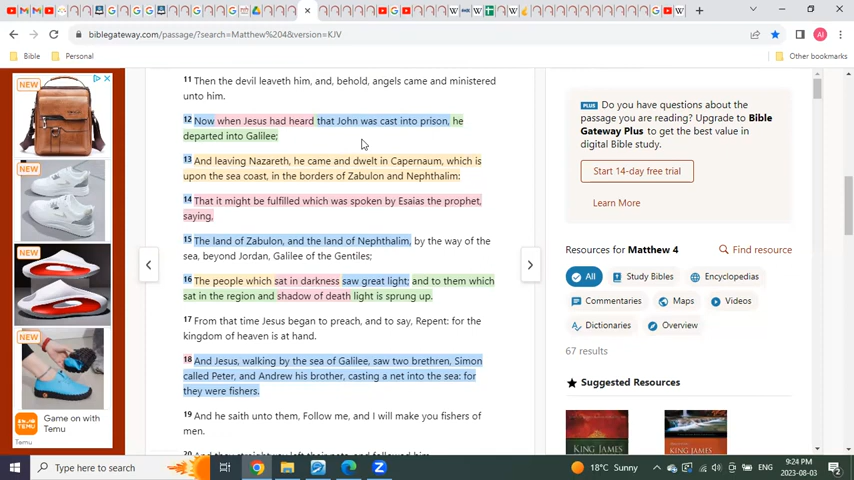 biblegateway.com/passage/?search=Matthew%204&version=KJV
Bible
Personal
Other bookmarks
NEW
NEW
NEW
NEW
Game on with
Temu
Temu
11 Then the devil leaveth him, and, behold, angels came and ministered
unto him.
12 Now when Jesus had heard that John was cast into prison, he
departed into Galilee;
13 And leaving Nazareth, he came and dwelt in Capernaum, which is
upon the sea coast, in the borders of Zabulon and Nephthalim:
14 That it might be fulfilled which was spoken by Esaias the prophet,
saying,
15 The land of Zabulon, and the land of Nephthalim, by the way of the
sea, beyond Jordan, Galilee of the Gentiles;
16 The people which sat in darkness saw great light; and to them which
sat in the region and shadow of death light is sprung up.
17 From that time Jesus began to preach, and to say, Repent: for the
kingdom of heaven is at hand.
18 And Jesus, walking by the sea of Galilee, saw two brethren, Simon
called Peter, and Andrew his brother, casting a net into the sea: for
they were fishers.
19 And he saith unto them, Follow me, and I will make you fishers of
men.
20 And they straightway left their nets, and followed him.
PLUS Do you have questions about the
passage you are reading? Upgrade to Bible
Gateway Plus to get the best value in
digital Bible study.
Start 14-day free trial
Learn More
Resources for Matthew 4
Find resource
All
Study Bibles
Encyclopedias
Commentaries
Maps
Videos
Dictionaries
Overview
67 results
Suggested Resources
KING JAMES
KING JAMES
Type here to search
18°C Sunny
ENG
9:24 PM
2023-08-03